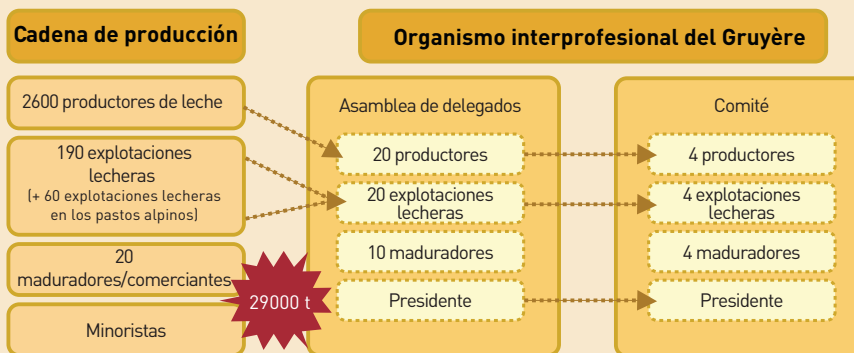 Cadena de producción
Organismo interprofesional del Gruyère
2600 productores de leche
190 explotaciones
lecheras
(+ 60 explotaciones lecheras
en los pastos alpinos)
20
maduradores/comerciantes
Minoristas
29000 t
Asamblea de delegados
20 productores
20 explotaciones
lecheras
10 maduradores
Presidente
Comité
4 productores
4 explotaciones
lecheras
4 maduradores
Presidente